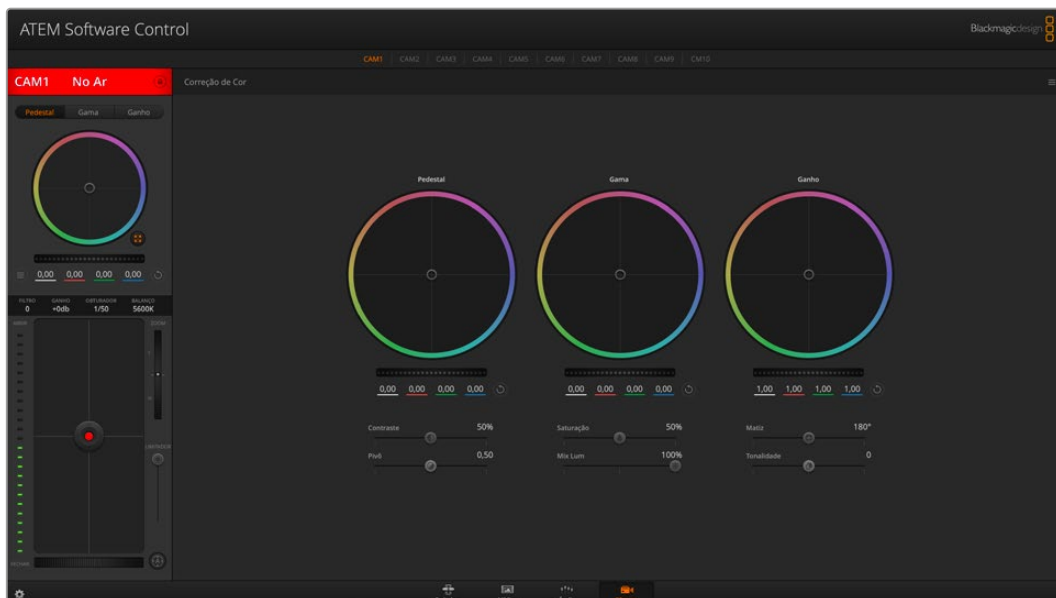 ATEM Software Control
Blackmagicdesign
CAM1 CAM2 CAM3 CAM4 CAM5 CAM6 CAM7 CAM8 CAM9 CM10
CAM1 No Ar
Correção de Cor
Pedestal Gama Ganho
Pedestal Gama Ganho
0,00 0,00 0,00 0,00
FILTRO GANHO OBTURADOR BALANÇO
0 +0db 1/50 5600K
ZOOM
0,00 0,00 0,00 0,00 0,00 0,00 0,00 0,00 1,00 1,00 1,00 1,00
Contraste 50% Saturação 50% Matiz 180°
Pivô 0,50 Mix Lum 100% Tonalidade 0